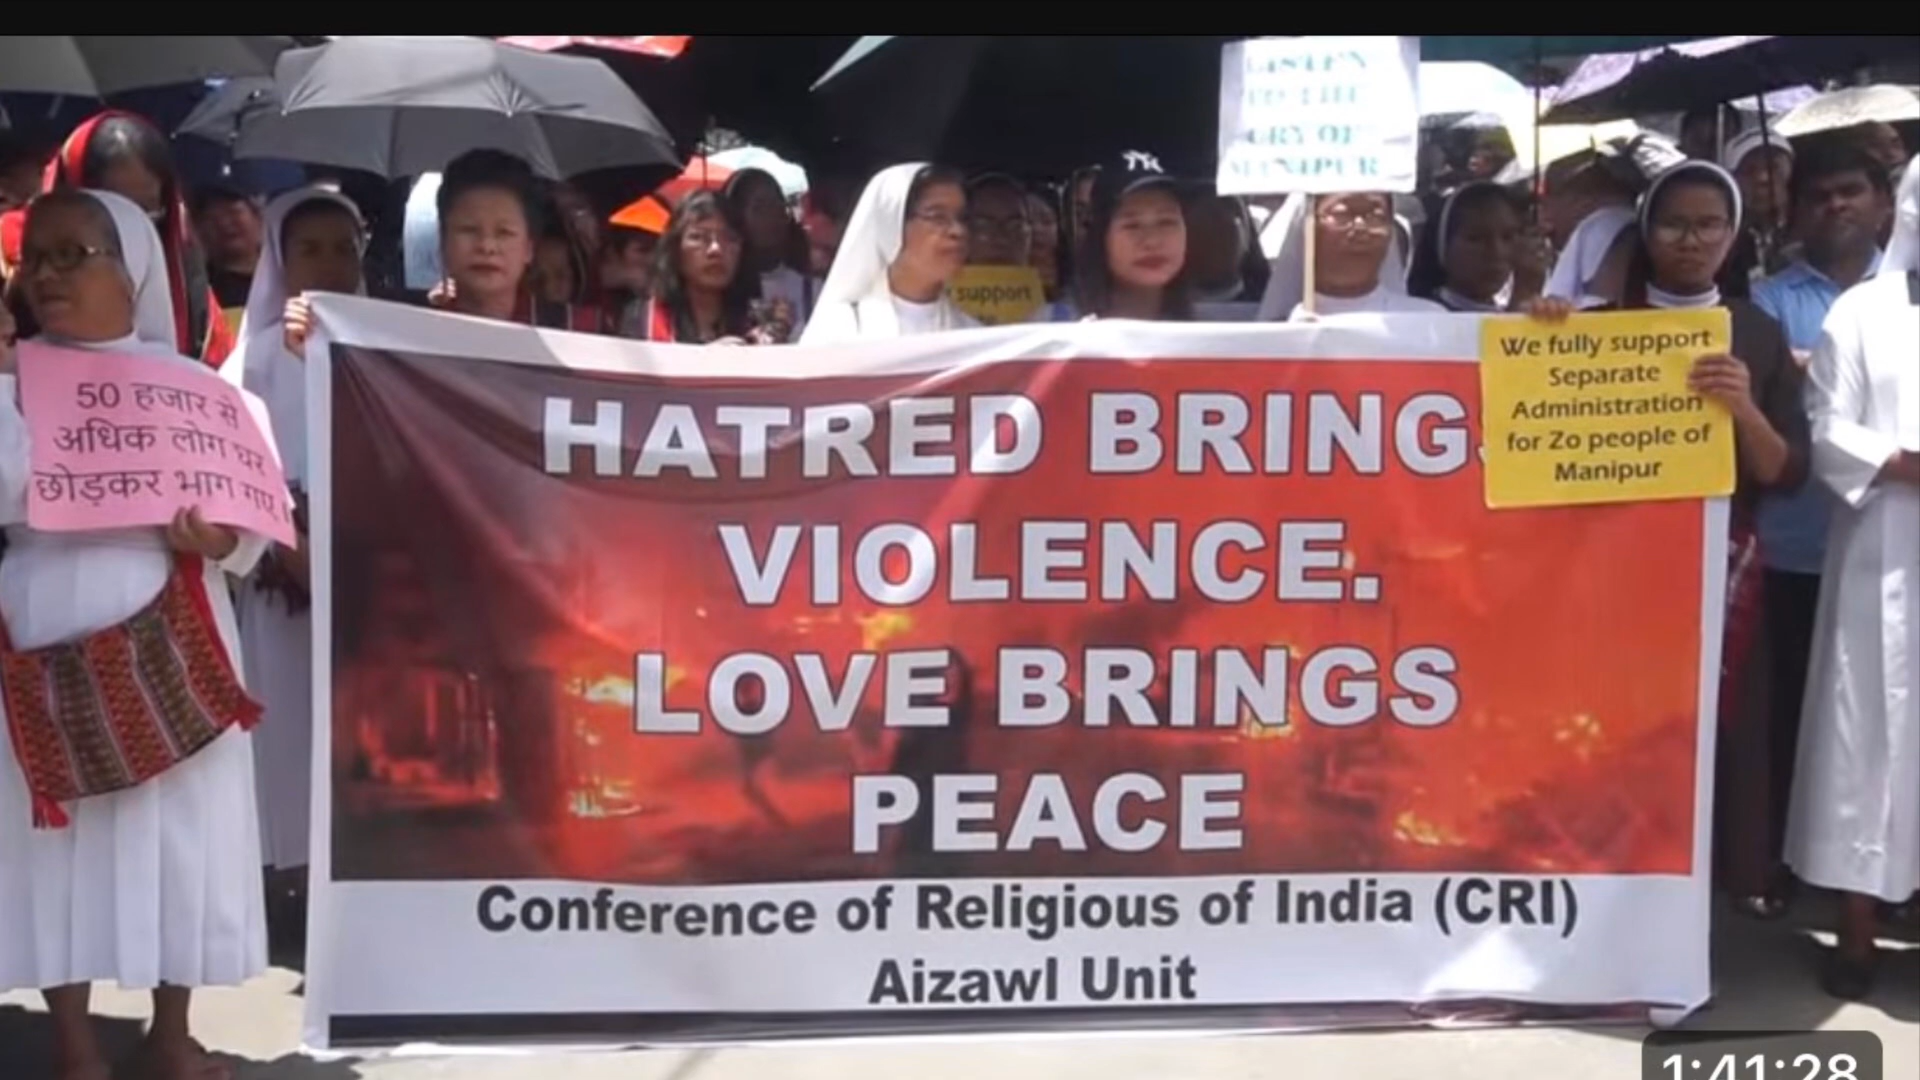 LISTEN
TO THE
CRY OF
MANIPUR
support
50 हजार से
अधिक लोग घर
छोड़कर भाग गए।
We fully support
Separate
Administration
for Zo people of
Manipur
HATRED BRINGS
VIOLENCE.
LOVE BRINGS
PEACE
Conference of Religious of India (CRI)
Aizawl Unit
1:41:28